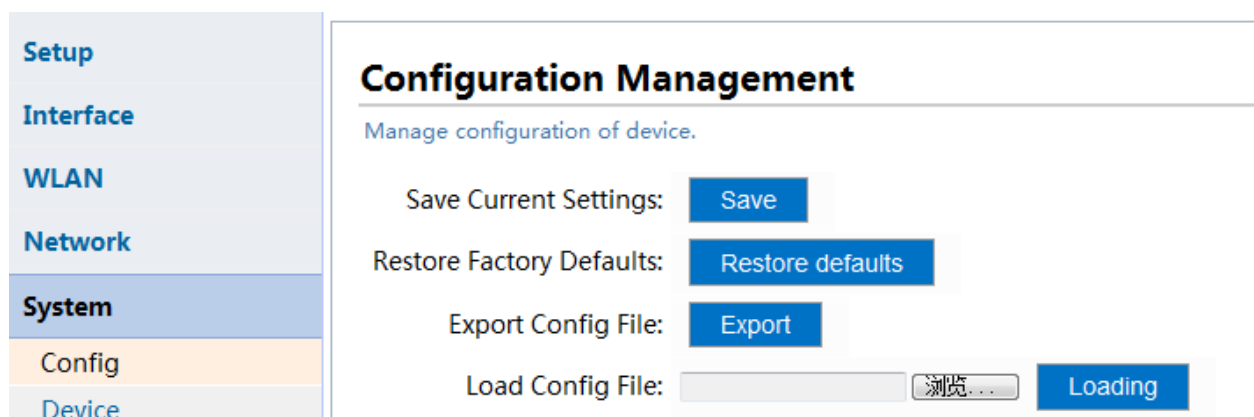 Setup
Interface
WLAN
Network
System
Config
Device
Configuration Management
Manage configuration of device.
Save Current Settings: Save
Restore Factory Defaults: Restore defaults
Export Config File: Export
Load Config File: 浏览... Loading